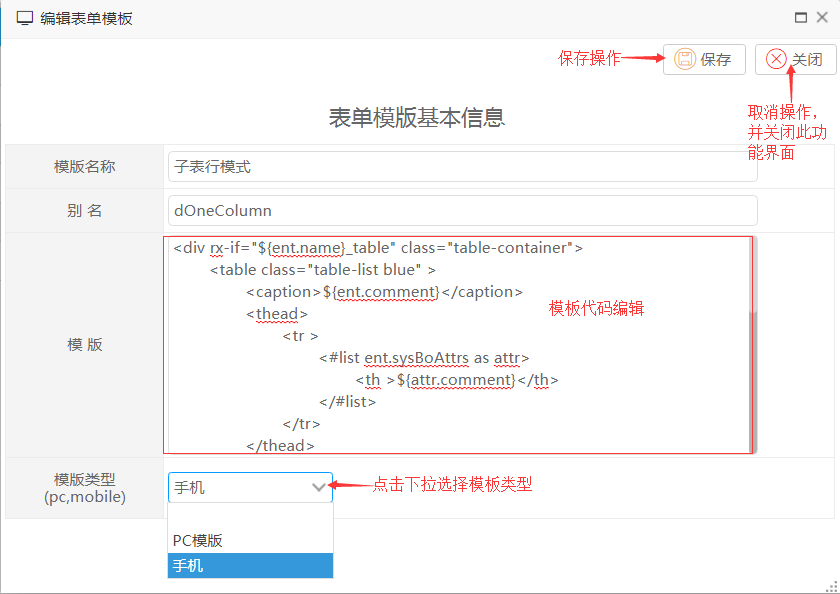 编辑表单模板
保存操作
保存
关闭
取消操作，
并关闭此功
能界面
表单模版基本信息
模版名称
子表行模式
别 名
dOneColumn
模 版
<div rx-if="${ent.name}_table" class="table-container">
<table class="table-list blue" >
<caption>${ent.comment}</caption>
<thead>
<tr >
<#list ent.sysBoAttrs as attr>
<th >${attr.comment}</th>
</#list>
</tr>
</thead>
模板代码编辑
模版类型
(pc,mobile)
手机
点击下拉选择模板类型
PC模版
手机